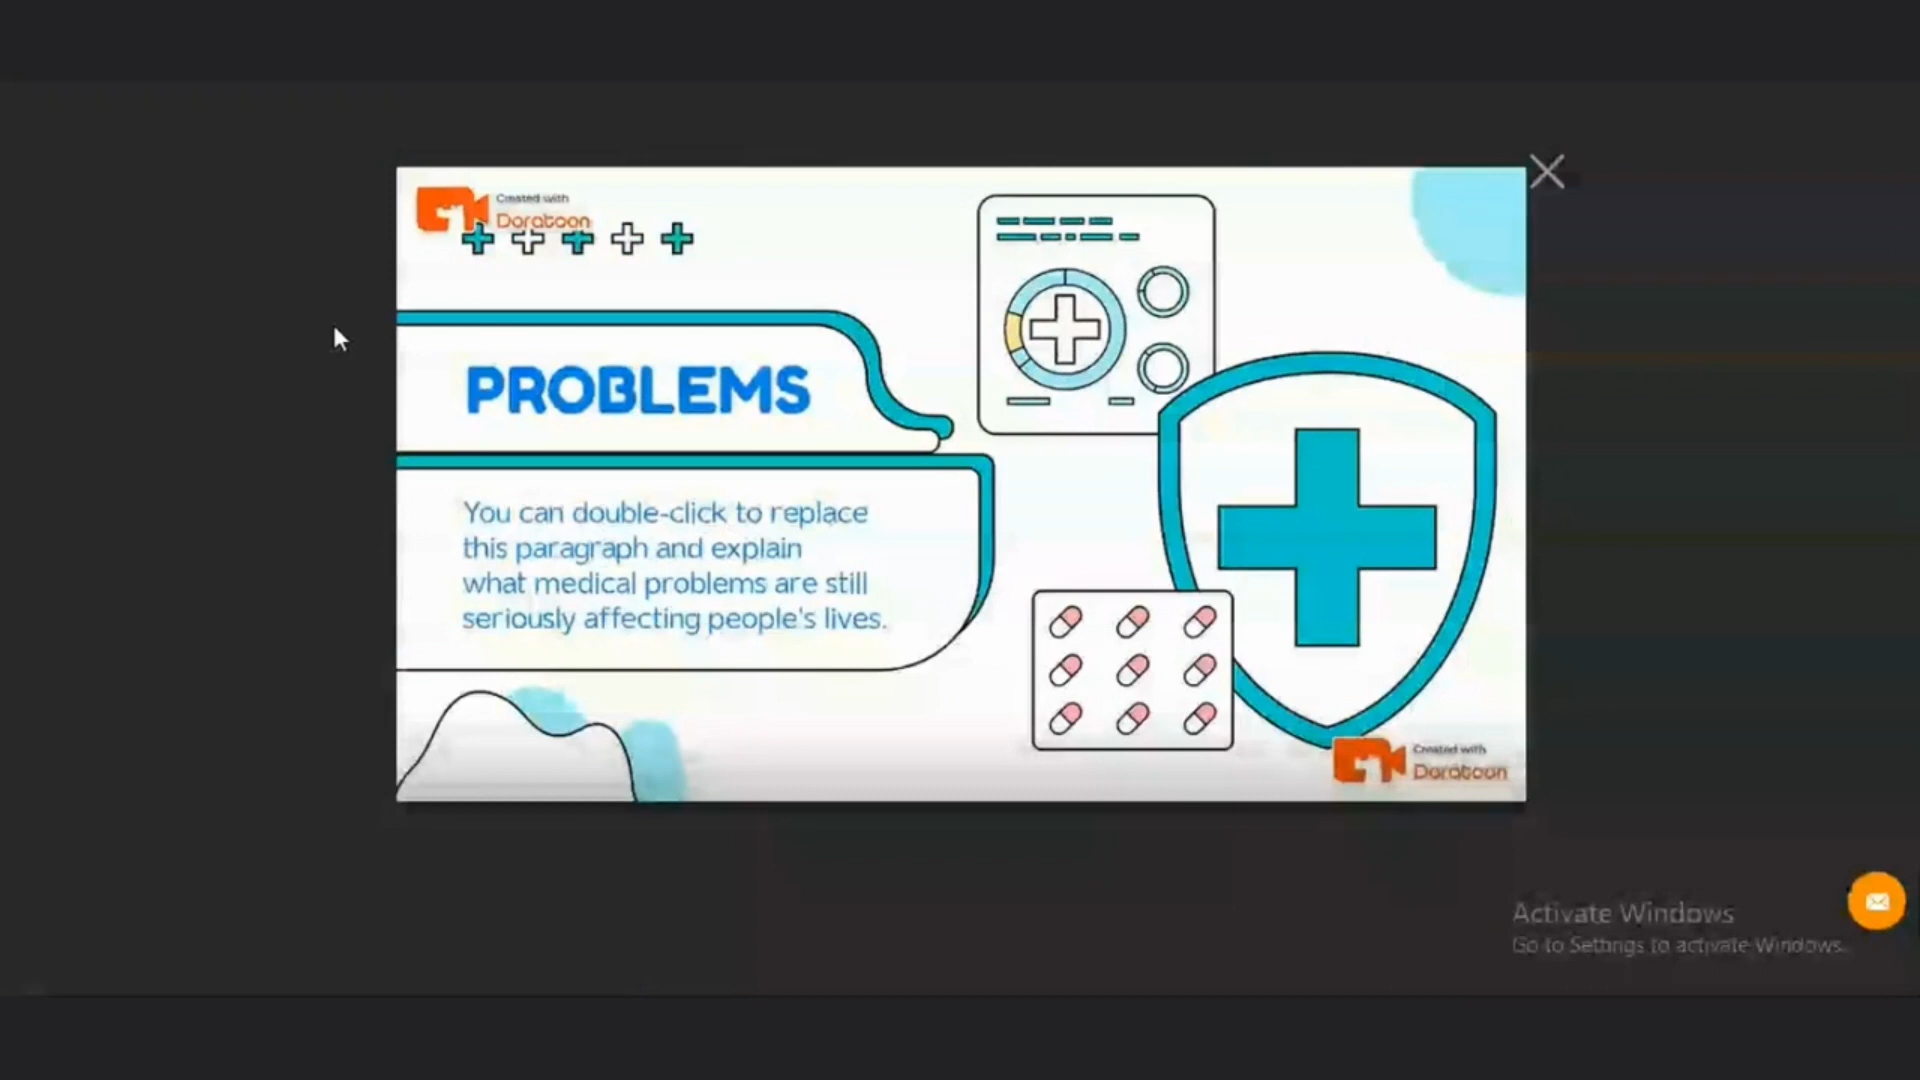 Created with
Doratoon
PROBLEMS
You can double-click to replace
this paragraph and explain
what medical problems are still
seriously affecting people's lives.
Created with
Doratoon
Activate Windows
Go to Settings to activate Windows.